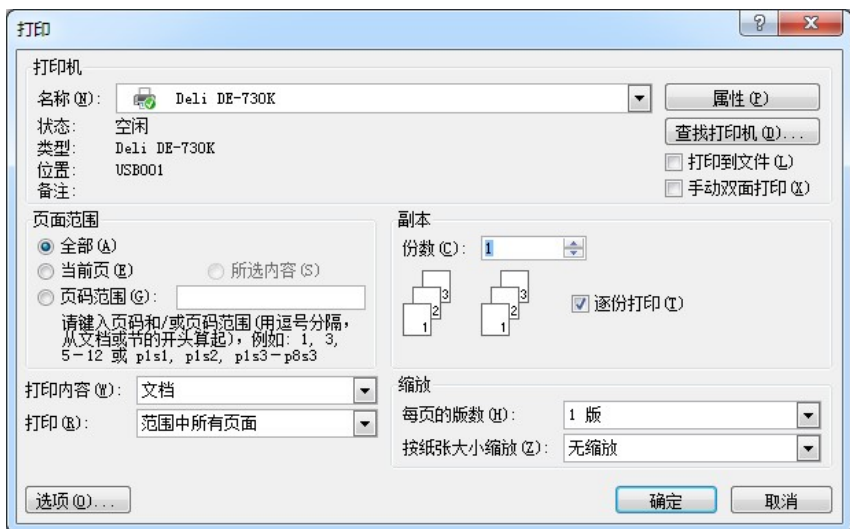 打印
打印机
名称(N): Deli DE-730K 属性(P)
状态: 空闲 查找打印机(D)...
类型: Deli DE-730K
位置: USB001 打印到文件(L)
备注: 手动双面打印(X)
页面范围
全部(A)
当前页(E) 所选内容(S)
页码范围(G):
请键入页码和/或页码范围(用逗号分隔,
从文档或节的开头算起), 例如: 1, 3,
5-12 或 p1s1, p1s2, p1s3-p8s3
副本
份数(C): 1
1 2 3 1 2 3
逐份打印(T)
打印内容(W): 文档
打印(R): 范围中所有页面
缩放
每页的版数(H): 1 版
按纸张大小缩放(Z): 无缩放
选项(O)... 确定 取消